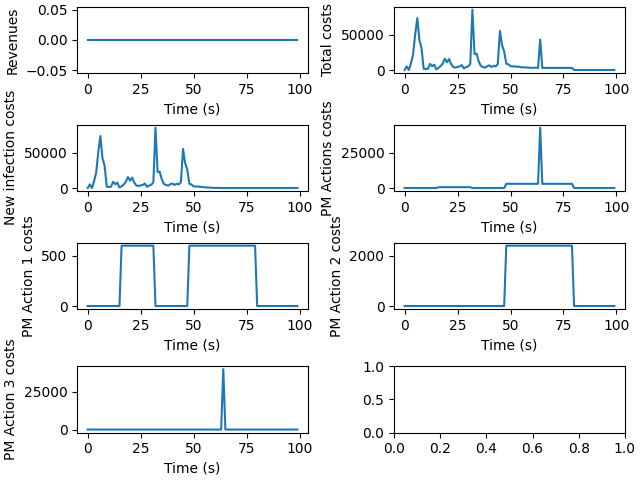 Revenues
0.05
0.00
−0.05
0 25 50 75 100
Time (s)
Total costs
50000
0
0 25 50 75 100
Time (s)
New infection costs
50000
0
0 25 50 75 100
Time (s)
PM Actions costs
25000
0
0 25 50 75 100
Time (s)
PM Action 1 costs
500
0
0 25 50 75 100
Time (s)
PM Action 2 costs
2000
0
0 25 50 75 100
Time (s)
PM Action 3 costs
25000
0
0 25 50 75 100
Time (s)
1.0
0.5
0.0
0.0 0.2 0.4 0.6 0.8 1.0